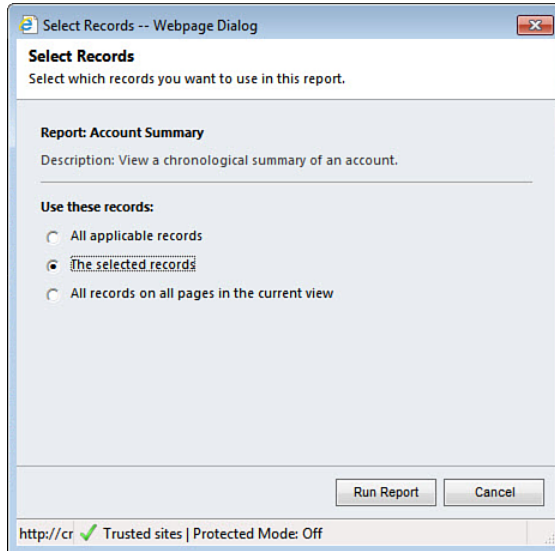 Select Records -- Webpage Dialog
Select Records
Select which records you want to use in this report.
Report: Account Summary
Description: View a chronological summary of an account.
Use these records:
All applicable records
The selected records
All records on all pages in the current view
Run Report Cancel
http://cr Trusted sites | Protected Mode: Off